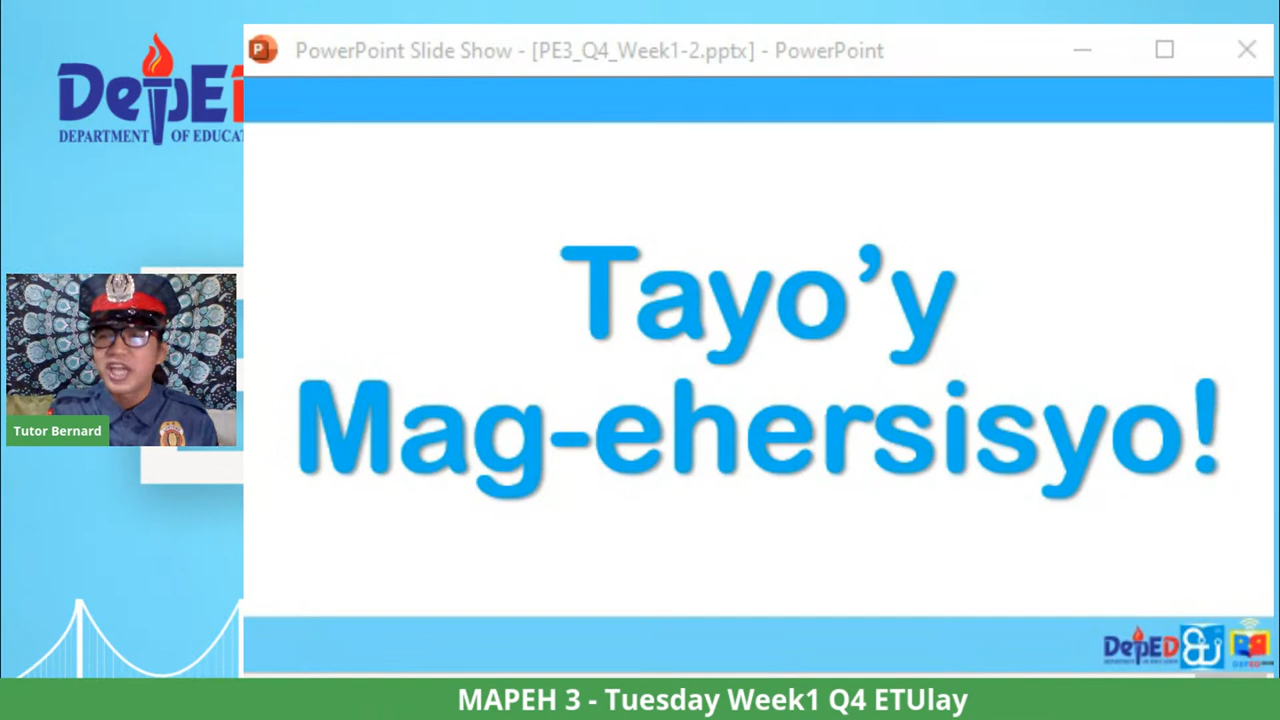 PowerPoint Slide Show - [PE3_Q4_Week1-2.pptx] - PowerPoint
DepE
DEPARTMENT OF EDUCAT
Tayo’y
Mag-ehersisyo!
Tutor Bernard
DepED
MAPEH 3 - Tuesday Week1 Q4 ETUlay